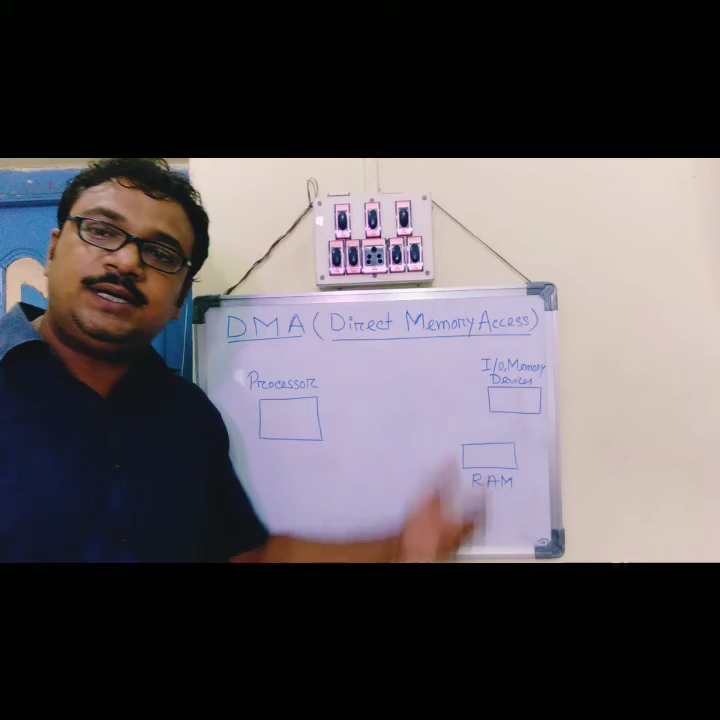 DMA (Direct Memory Access)
Processor
I/O, Memory
Devices
RAM